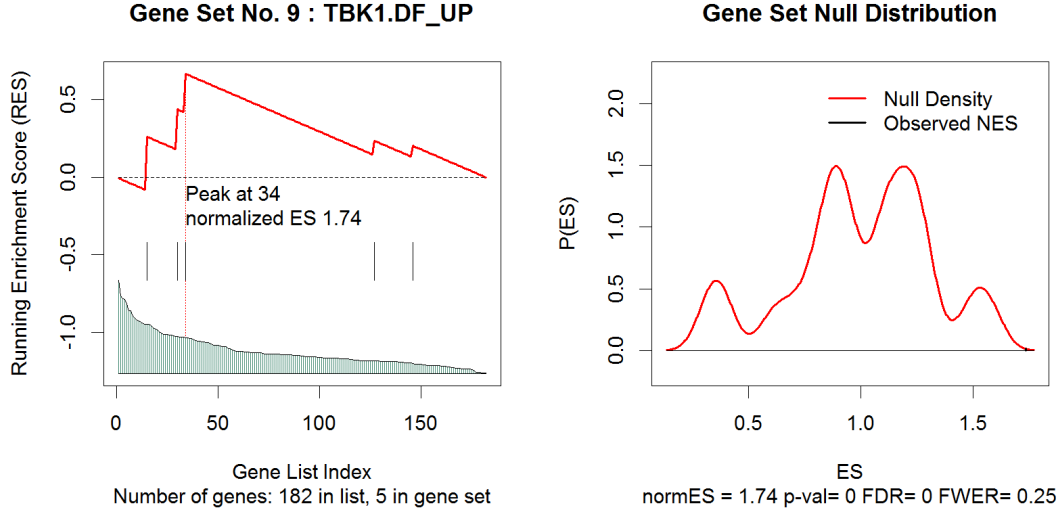 Gene Set No. 9 : TBK1.DF_UP
Running Enrichment Score (RES)
0.5
0.0
-0.5
-1.0
Peak at 34
normalized ES 1.74
0 50 100 150
Gene List Index
Number of genes: 182 in list, 5 in gene set
Gene Set Null Distribution
P(ES)
2.0
1.5
1.0
0.5
0.0
Null Density
Observed NES
0.5 1.0 1.5
ES
normES = 1.74 p-val= 0 FDR= 0 FWER= 0.25